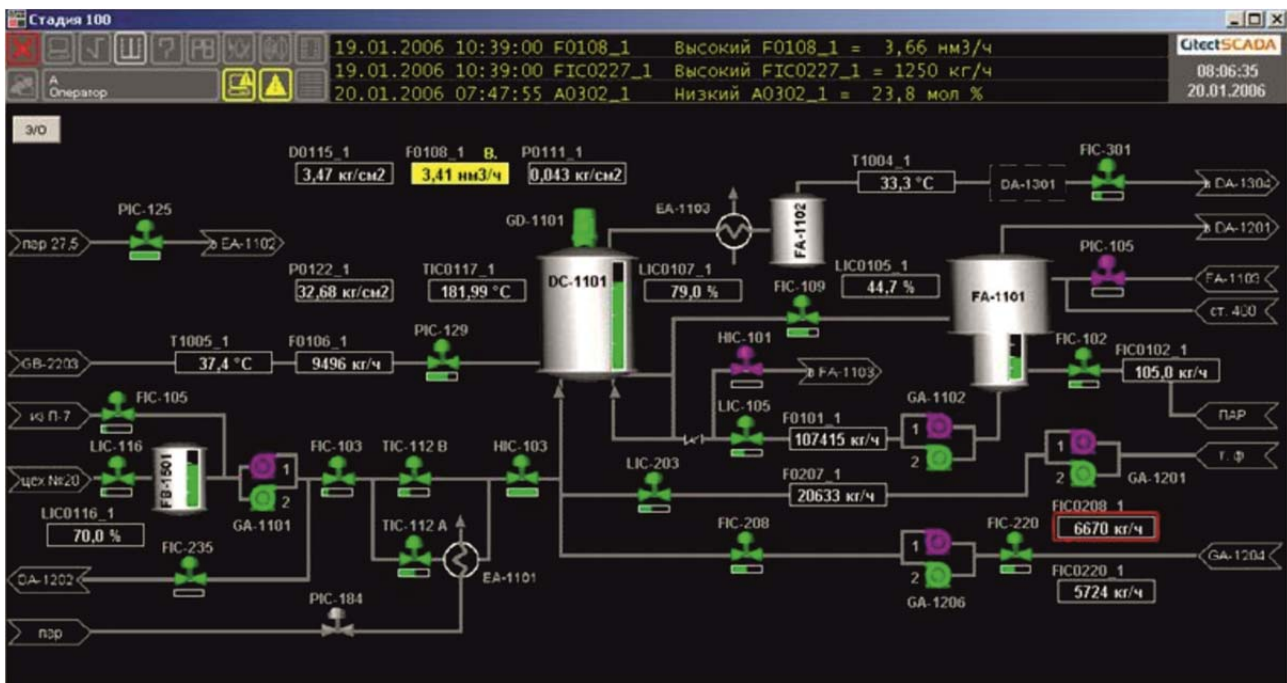 Стадия 100
19.01.2006 10:39:00 F0108_1 Высокий F0108_1 = 3,66 нм3/ч
CitectSCADA
19.01.2006 10:39:00 FIC0227_1 Высокий FIC0227_1 = 1250 кг/ч
08:06:35
А
Оператор
20.01.2006 07:47:55 A0302_1 Низкий A0302_1 = 23,8 мол %
20.01.2006
Э/О
D0115_1
3,47 кг/см2
F0108_1 В.
3,41 нм3/ч
P0111_1
0,043 кг/см2
T1004_1
33,3 °C
DA-1301
FIC-301
в DA-1304
PIC-125
пар 27,5
в EA-1102
GD-1101
EA-1103
FA-1102
в DA-1201
P0122_1
32,68 кг/см2
TIC0117_1
181,99 °C
DC-1101
LIC0107_1
79,0 %
FIC-109
LIC0105_1
44,7 %
FA-1101
PIC-105
FA-1103
ст. 400
GB-2203
T1005_1
37,4 °C
F0106_1
9496 кг/ч
PIC-129
HIC-101
в FA-1103
FIC-102
FIC0102_1
105,0 кг/ч
ПАР
из П-7
FIC-105
LIC-105
F0101_1
107415 кг/ч
GA-1102
1
2
цех №20
LIC-116
FB-1501
1
2
GA-1101
FIC-103
TIC-112 B
HIC-103
LIC-203
F0207_1
20633 кг/ч
1
2
GA-1201
т. ф
LIC0116_1
70,0 %
TIC-112 A
EA-1101
FIC-208
1
2
GA-1206
FIC-220
FIC0208_1
6670 кг/ч
GA-1204
FIC0220_1
5724 кг/ч
DA-1202
FIC-235
PIC-184
пар